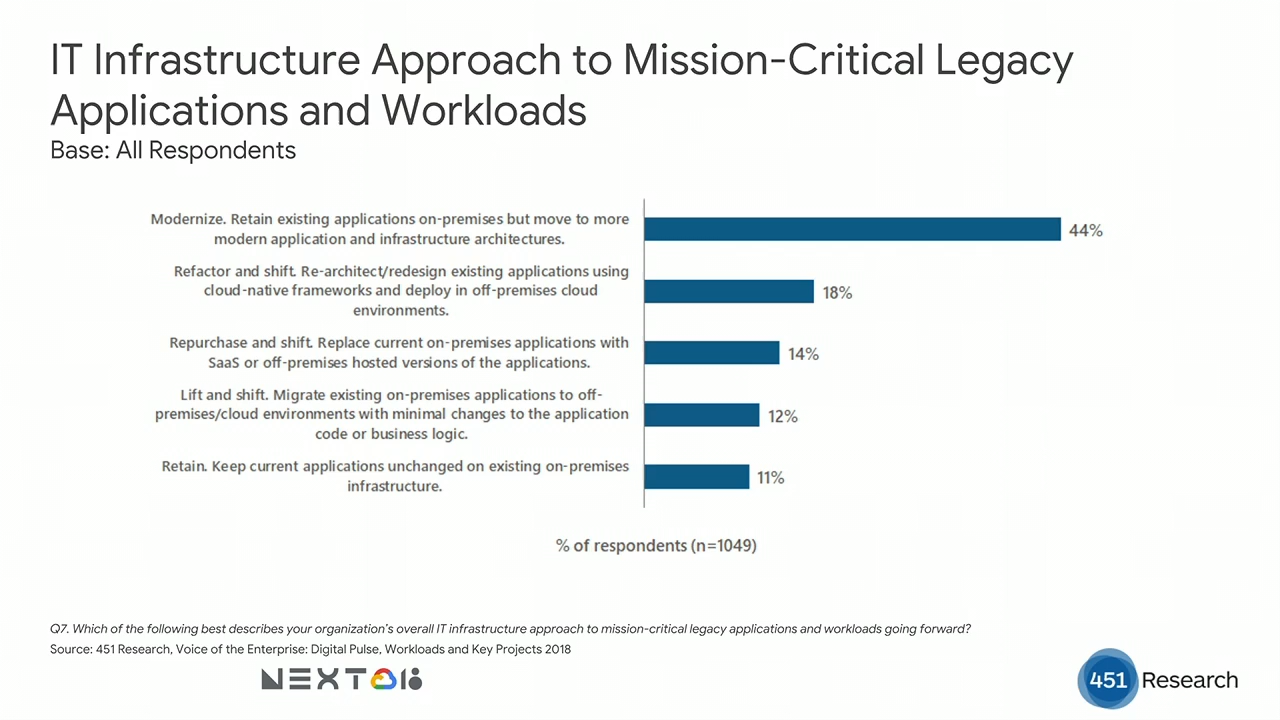 IT Infrastructure Approach to Mission-Critical Legacy
Applications and Workloads
Base: All Respondents
Modernize. Retain existing applications on-premises but move to more
modern application and infrastructure architectures.
44%
Refactor and shift. Re-architect/redesign existing applications using
cloud-native frameworks and deploy in off-premises cloud
environments.
18%
Repurchase and shift. Replace current on-premises applications with
SaaS or off-premises hosted versions of the applications.
14%
Lift and shift. Migrate existing on-premises applications to off-
premises/cloud environments with minimal changes to the application
code or business logic.
12%
Retain. Keep current applications unchanged on existing on-premises
infrastructure.
11%
% of respondents (n=1049)
Q7. Which of the following best describes your organization's overall IT infrastructure approach to mission-critical legacy applications and workloads going forward?
Source: 451 Research, Voice of the Enterprise: Digital Pulse, Workloads and Key Projects 2018
NEXT 18
451 Research